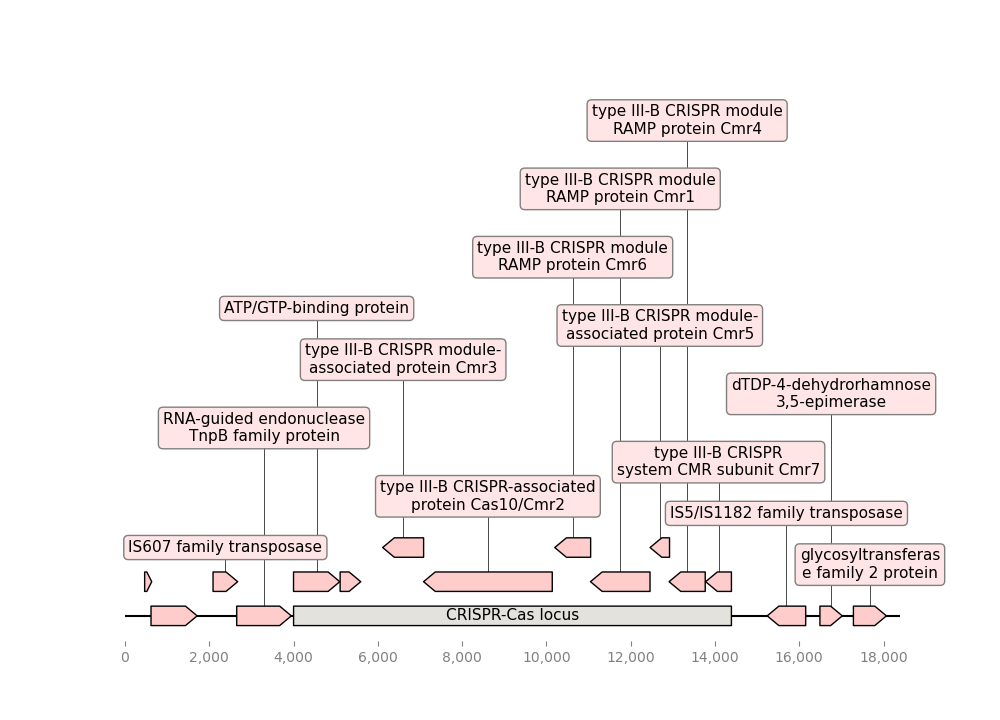 type III-B CRISPR module
RAMP protein Cmr4
type III-B CRISPR module
RAMP protein Cmr1
type III-B CRISPR module
RAMP protein Cmr6
ATP/GTP-binding protein
type III-B CRISPR module-
associated protein Cmr5
type III-B CRISPR module-
associated protein Cmr3
dTDP-4-dehydrorhamnose
3,5-epimerase
RNA-guided endonuclease
TnpB family protein
type III-B CRISPR
system CMR subunit Cmr7
type III-B CRISPR-associated
protein Cas10/Cmr2
IS5/IS1182 family transposase
IS607 family transposase
glycosyltransferas
e family 2 protein
CRISPR-Cas locus
0 2,000 4,000 6,000 8,000 10,000 12,000 14,000 16,000 18,000